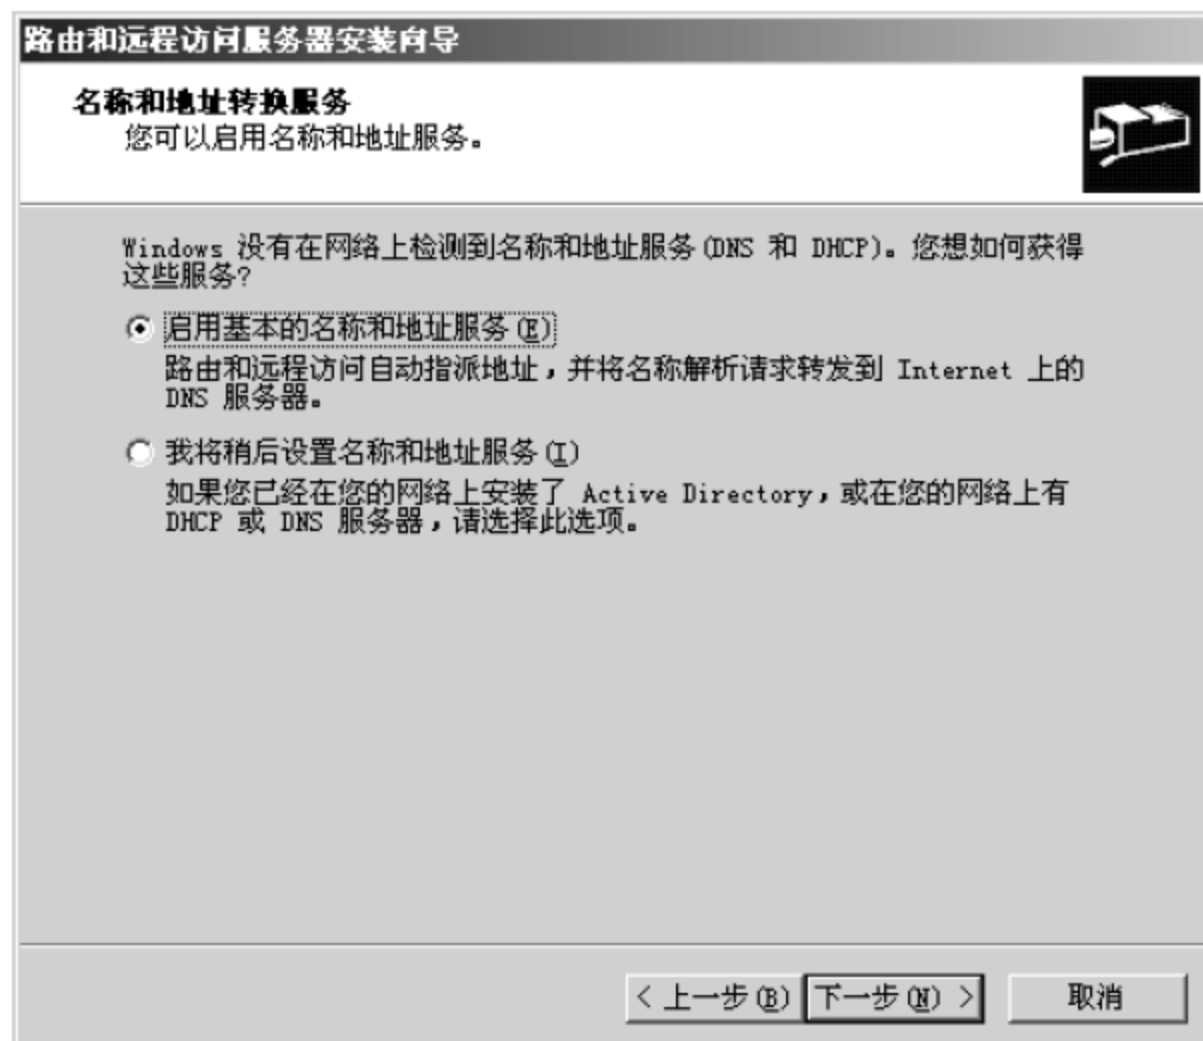 路由和远程访问服务器安装向导
名称和地址转换服务
您可以启用名称和地址服务。
Windows 没有在网络上检测到名称和地址服务(DNS 和 DHCP)。您想如何获得
这些服务?
启用基本的名称和地址服务(E)
路由和远程访问自动指派地址，并将名称解析请求转发到 Internet 上的
DNS 服务器。
我将稍后设置名称和地址服务(I)
如果您已经在您的网络上安装了 Active Directory，或在您的网络上有
DHCP 或 DNS 服务器，请选择此选项。
< 上一步(B) 下一步(N) > 取消